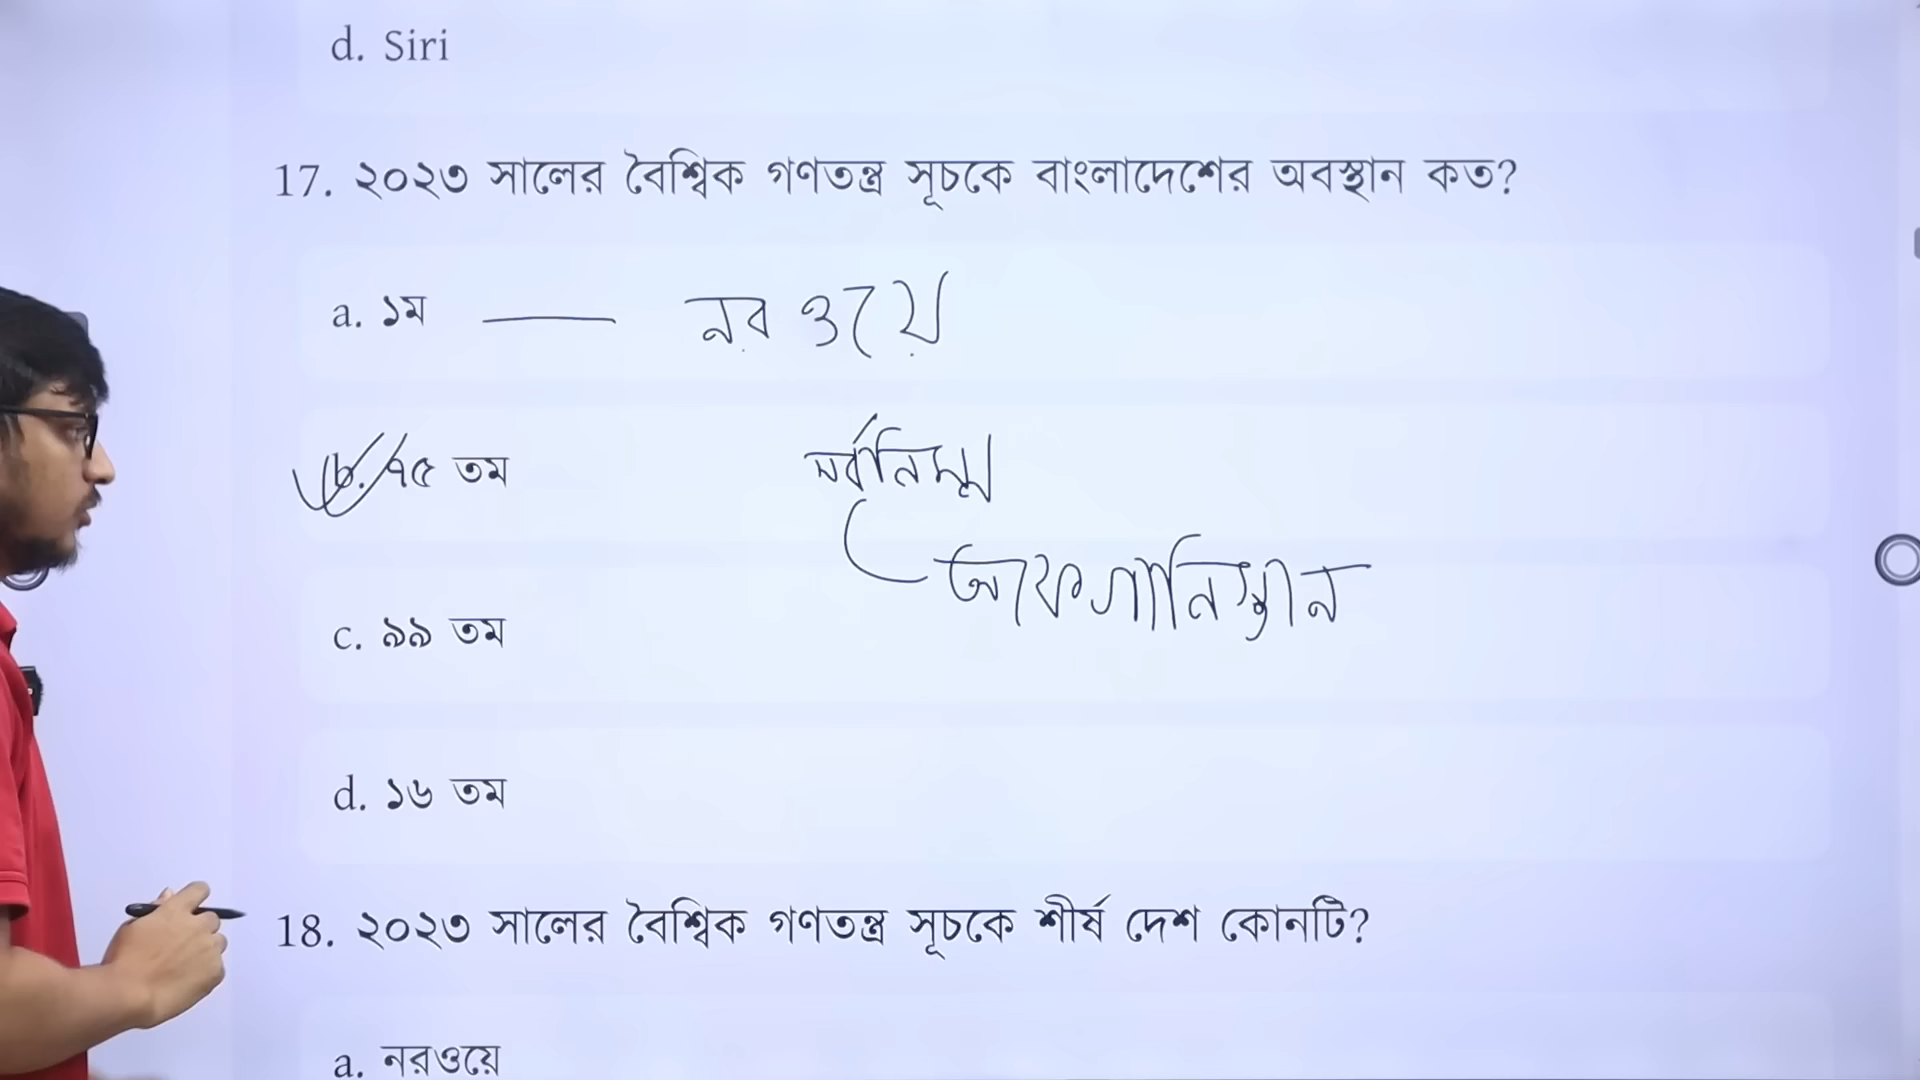 d. Siri
17. ২০২৩ সালের বৈশ্বিক গণতন্ত্র সূচকে বাংলাদেশের অবস্থান কত?
a. ১ম — নরওয়ে
b. ৭৫ তম
সর্বনিম্ন
আফগানিস্থান
c. ৯৯ তম
d. ১৬ তম
18. ২০২৩ সালের বৈশ্বিক গণতন্ত্র সূচকে শীর্ষ দেশ কোনটি?
a. নরওয়ে